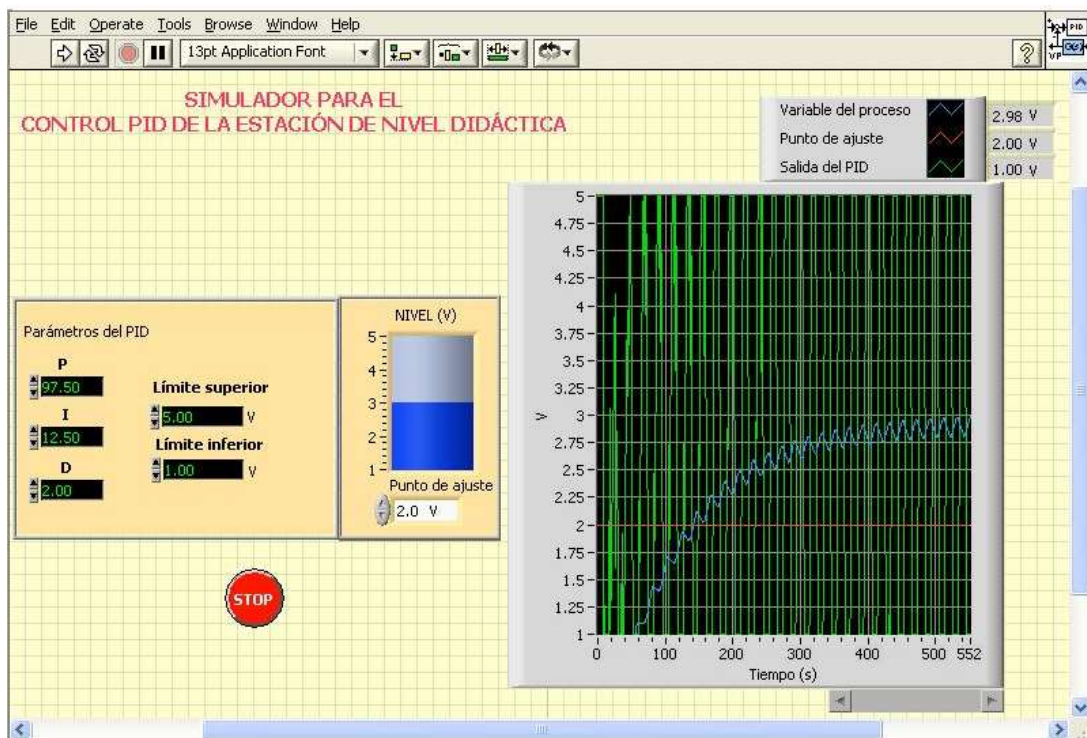 File Edit Operate Tools Browse Window Help
13pt Application Font
?
PID
VP
SIMULADOR PARA EL
CONTROL PID DE LA ESTACIÓN DE NIVEL DIDÁCTICA
Variable del proceso 2.98 V
Punto de ajuste 2.00 V
Salida del PID 1.00 V
Parámetros del PID
P
97.50
I
12.50
D
2.00
Límite superior
5.00 V
Límite inferior
1.00 V
NIVEL (V)
5
4
3
2
1
Punto de ajuste
2.0 V
STOP
V
5
4.75
4.5
4.25
4
3.75
3.5
3.25
3
2.75
2.5
2.25
2
1.75
1.5
1.25
1
0 100 200 300 400 500 552
Tiempo (s)